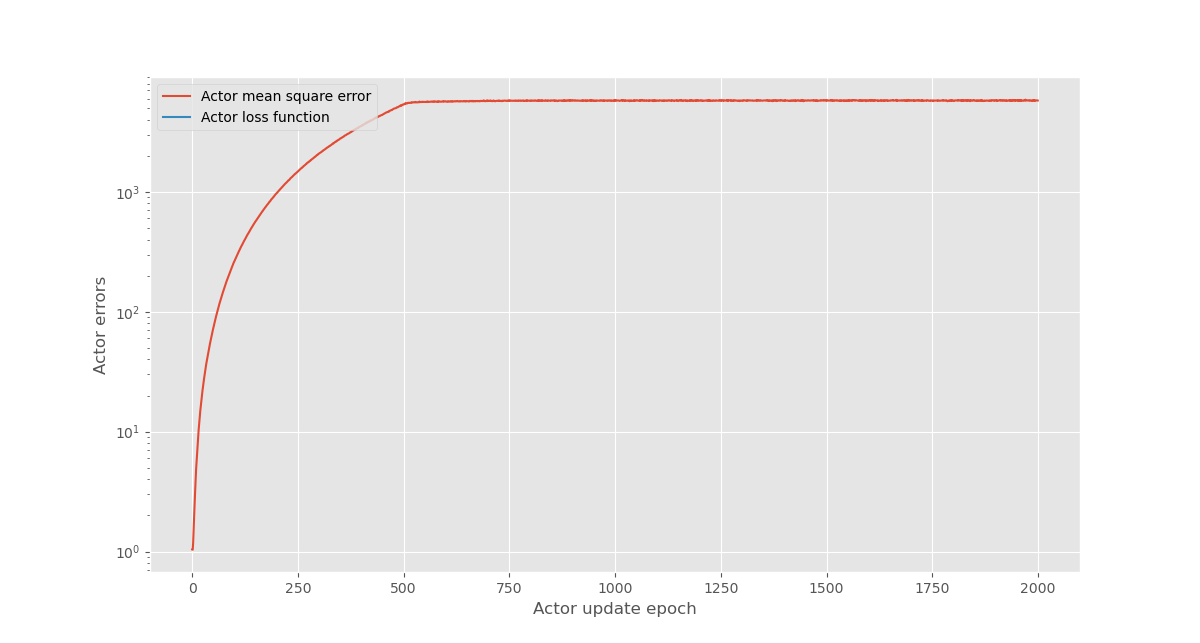 Actor mean square error
Actor loss function
Actor errors
10³
10²
10¹
10⁰
0 250 500 750 1000 1250 1500 1750 2000
Actor update epoch